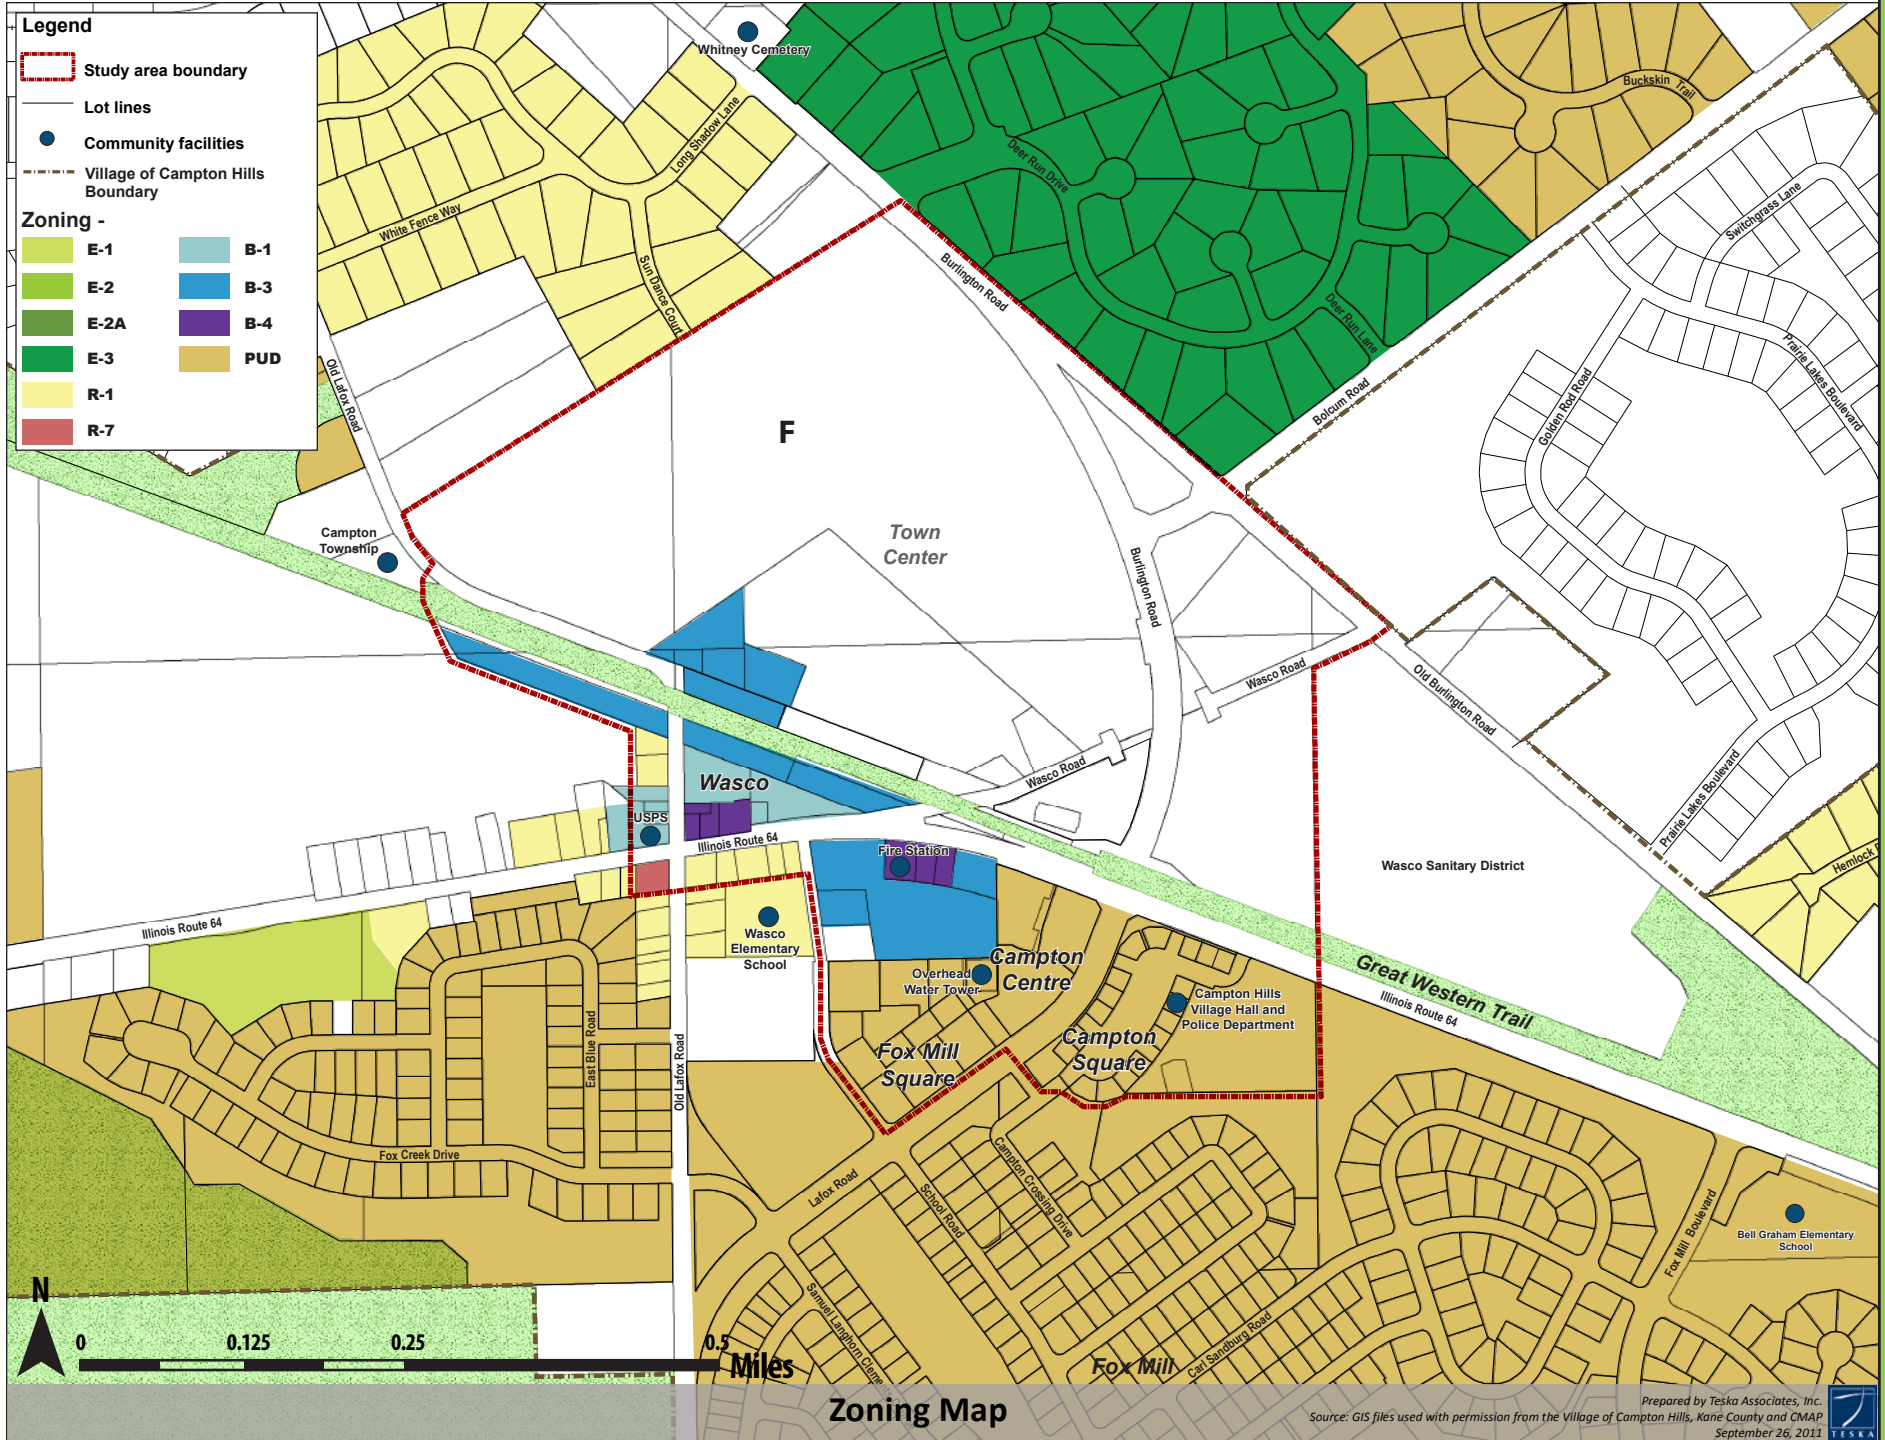 Legend
Study area boundary
Lot lines
Community facilities
Village of Campton Hills
Boundary
Zoning -
E-1
B-1
E-2
B-3
E-2A
B-4
E-3
PUD
R-1
R-7
Whitney Cemetery
Buckskin Trail
Long Shadow Lane
Deer Run Drive
White Fence Way
Switchgrass Lane
Sun Dance Court
Burlington Road
Deer Run Lane
Prairie Lakes Boulevard
Old Lafox Road
Bolcum Road
Golden Rod Road
F
Campton
Township
Town
Center
Burlington Road
Wasco Road
Old Burlington Road
Wasco Road
Wasco
USPS
Prairie Lakes Boulevard
Illinois Route 64
Fire Station
Wasco Sanitary District
Hemlock
Illinois Route 64
Wasco
Elementary
School
Campton
Centre
Overhead
Water Tower
Great Western Trail
Illinois Route 64
Campton Hills
Village Hall and
Police Department
Campton
Square
Fox Mill
Square
East Blue Road
Old Lafox Road
Fox Creek Drive
Lafox Road
School Road
Campton Crossing Drive
Fox Mill Boulevard
Bell Graham Elementary
School
Samuel Langhorn Cleme
Carl Sandburg Road
Fox Mill
N
0
0.125
0.25
0.5
Miles
Zoning Map
Prepared by Teska Associates, Inc.
Source: GIS files used with permission from the Village of Campton Hills, Kane County and CMAP
September 26, 2011
TESKA